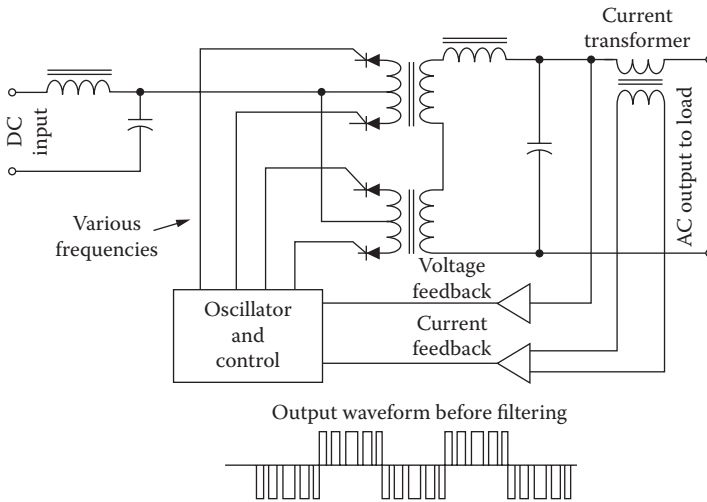 Current
transformer
DC
input
AC output to load
Various
frequencies
Voltage
feedback
Oscillator
and
control
Current
feedback
Output waveform before filtering